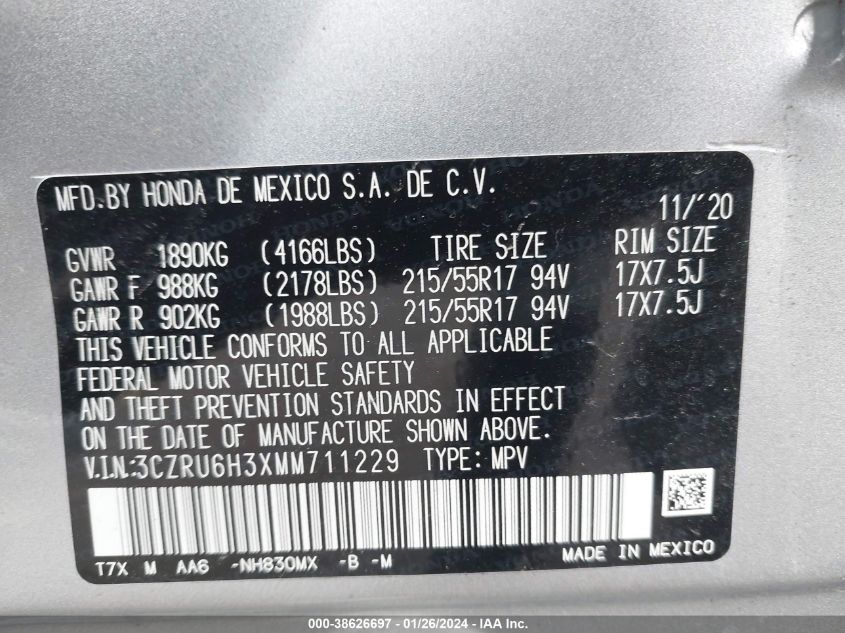 MFD.BY HONDA DE MEXICO S.A. DE C.V.
11/'20
GVWR 1890KG (4166LBS) TIRE SIZE RIM SIZE
GAWR F 988KG (2178LBS) 215/55R17 94V 17X7.5J
GAWR R 902KG (1988LBS) 215/55R17 94V 17X7.5J
THIS VEHICLE CONFORMS TO ALL APPLICABLE
FEDERAL MOTOR VEHICLE SAFETY
AND THEFT PREVENTION STANDARDS IN EFFECT
ON THE DATE OF MANUFACTURE SHOWN ABOVE.
V.I.N.:3CZRU6H3XMM711229 TYPE: MPV
T7X M AA6 -NH830MX -B -M
MADE IN MEXICO
000-38626697 - 01/26/2024 - IAA Inc.